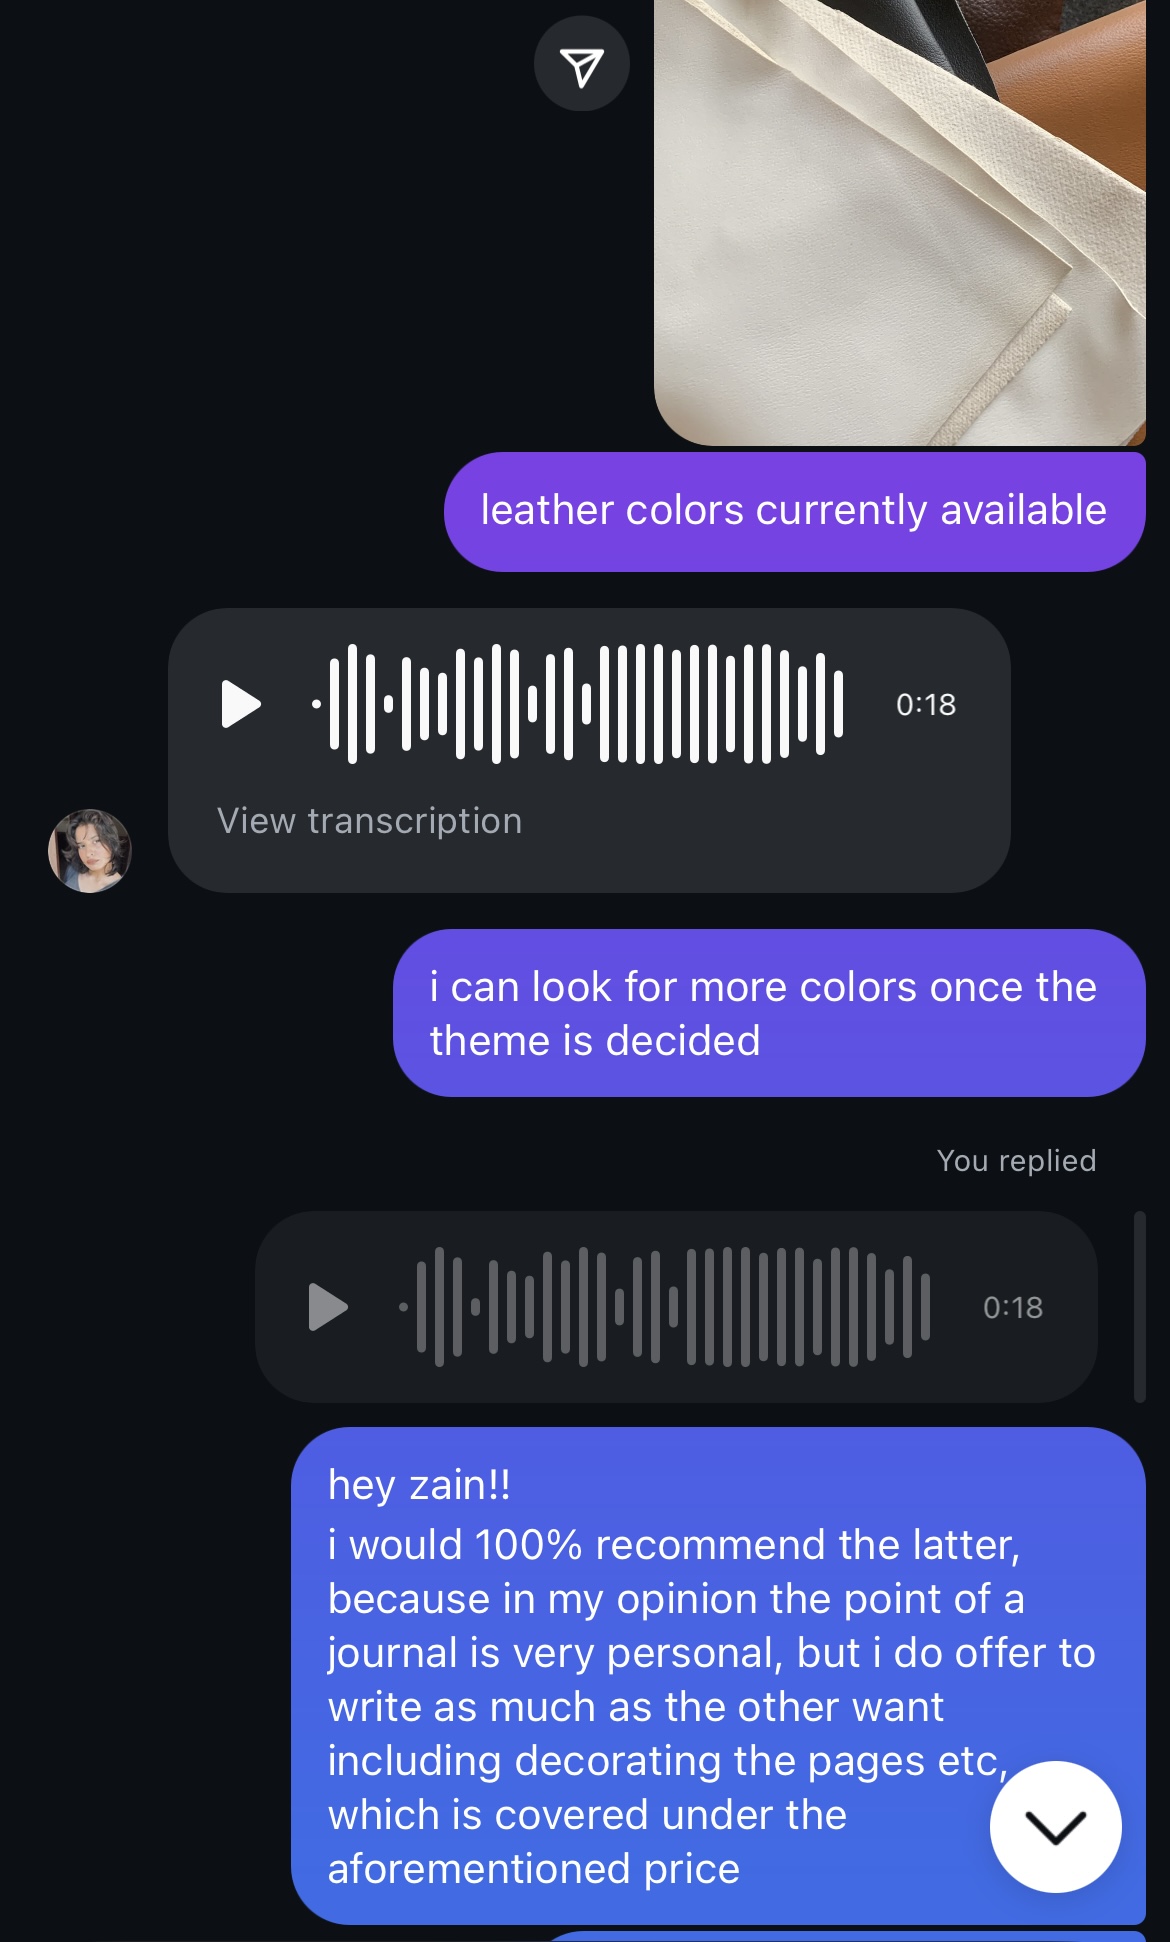 leather colors currently available
0:18
View transcription
i can look for more colors once the
theme is decided
You replied
0:18
hey zain!!
i would 100% recommend the latter,
because in my opinion the point of a
journal is very personal, but i do offer to
write as much as the other want
including decorating the pages etc,
which is covered under the
aforementioned price